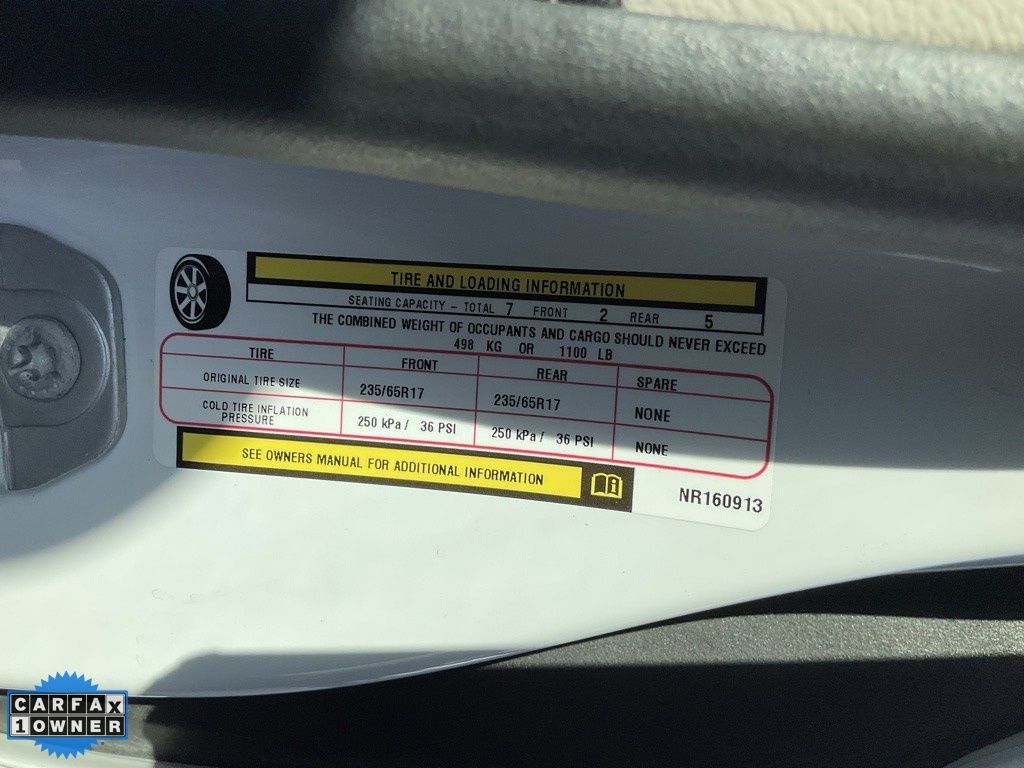 TIRE AND LOADING INFORMATION
SEATING CAPACITY – TOTAL 7 FRONT 2 REAR 5
THE COMBINED WEIGHT OF OCCUPANTS AND CARGO SHOULD NEVER EXCEED
498 KG OR 1100 LB
TIRE FRONT REAR SPARE
ORIGINAL TIRE SIZE 235/65R17 235/65R17 NONE
COLD TIRE INFLATION
PRESSURE 250 kPa / 36 PSI 250 kPa / 36 PSI NONE
SEE OWNERS MANUAL FOR ADDITIONAL INFORMATION
NR160913
CARFAX
1 OWNER